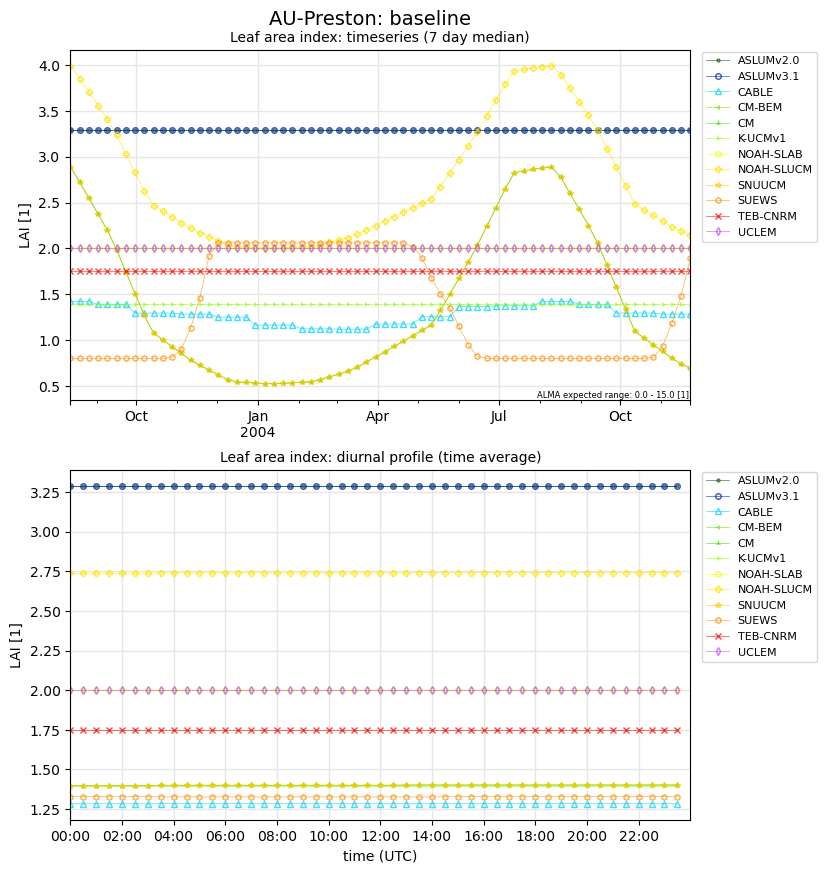 AU-Preston: baseline
Leaf area index: timeseries (7 day median)
LAI [1]
4.0
3.5
3.0
2.5
2.0
1.5
1.0
0.5
Oct
Jan
2004
Apr
Jul
Oct
ALMA expected range: 0.0 - 15.0 [1]
ASLUMv2.0
ASLUMv3.1
CABLE
CM-BEM
CM
K-UCMv1
NOAH-SLAB
NOAH-SLUCM
SNUUCM
SUEWS
TEB-CNRM
UCLEM
Leaf area index: diurnal profile (time average)
LAI [1]
3.25
3.00
2.75
2.50
2.25
2.00
1.75
1.50
1.25
00:00
02:00
04:00
06:00
08:00
10:00
12:00
14:00
16:00
18:00
20:00
22:00
time (UTC)
ASLUMv2.0
ASLUMv3.1
CABLE
CM-BEM
CM
K-UCMv1
NOAH-SLAB
NOAH-SLUCM
SNUUCM
SUEWS
TEB-CNRM
UCLEM